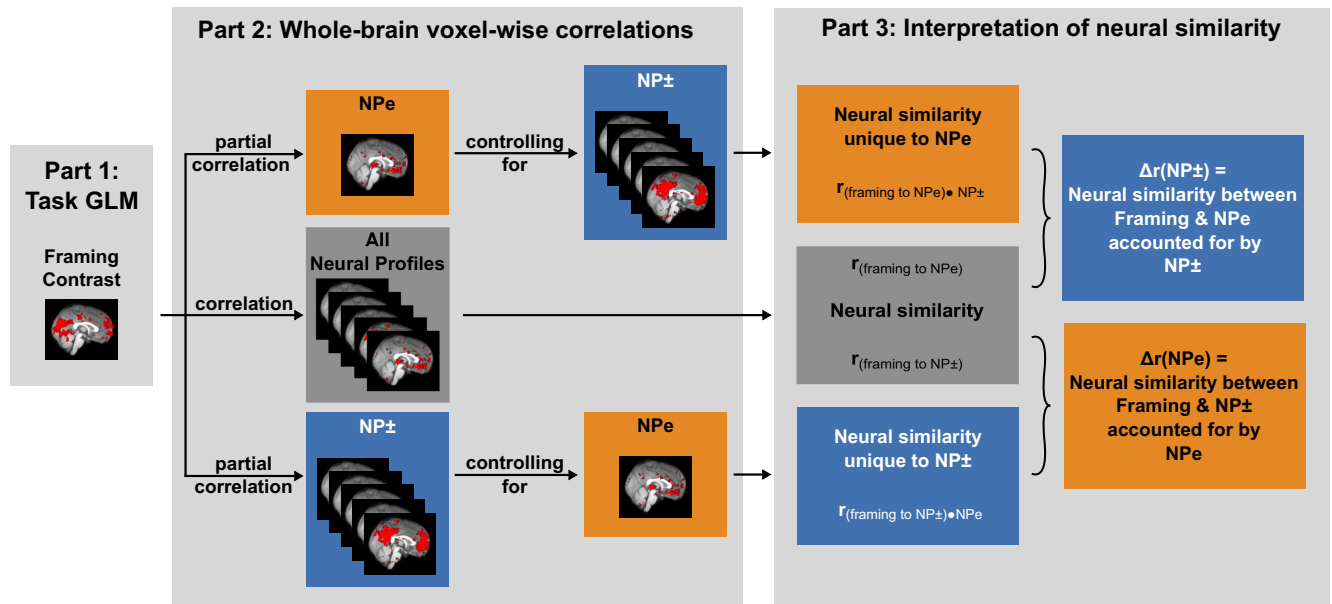 Part 1:
Task GLM
Framing
Contrast
Part 2: Whole-brain voxel-wise correlations
partial
correlation
NPe
controlling
for
NP±
correlation
All
Neural Profiles
partial
correlation
NP±
controlling
for
NPe
Part 3: Interpretation of neural similarity
Neural similarity
unique to NPe
r(framing to NPe)● NP±
r(framing to NPe)
Neural similarity
r(framing to NP±)
Neural similarity
unique to NP±
r(framing to NP±)●NPe
Δr(NP±) =
Neural similarity between
Framing & NPe
accounted for by
NP±
Δr(NPe) =
Neural similarity between
Framing & NP±
accounted for by
NPe